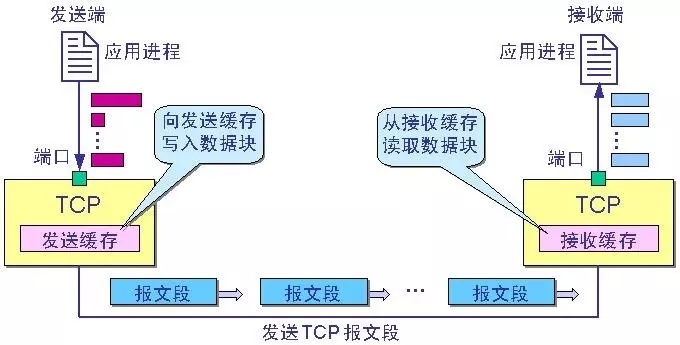 发送端
接收端
应用进程
应用进程
向发送缓存
写入数据块
从接收缓存
读取数据块
端口
端口
TCP
TCP
发送缓存
接收缓存
报文段
报文段
…
报文段
发送TCP报文段